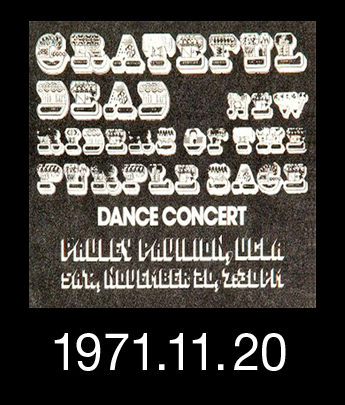 GRATEFUL
DEAD NEW
RIDERS OF THE
PURPLE SAGE
DANCE CONCERT
PAULEY PAVILION, UCLA
SAT, NOVEMBER 20, 7:30PM
1971.11.20